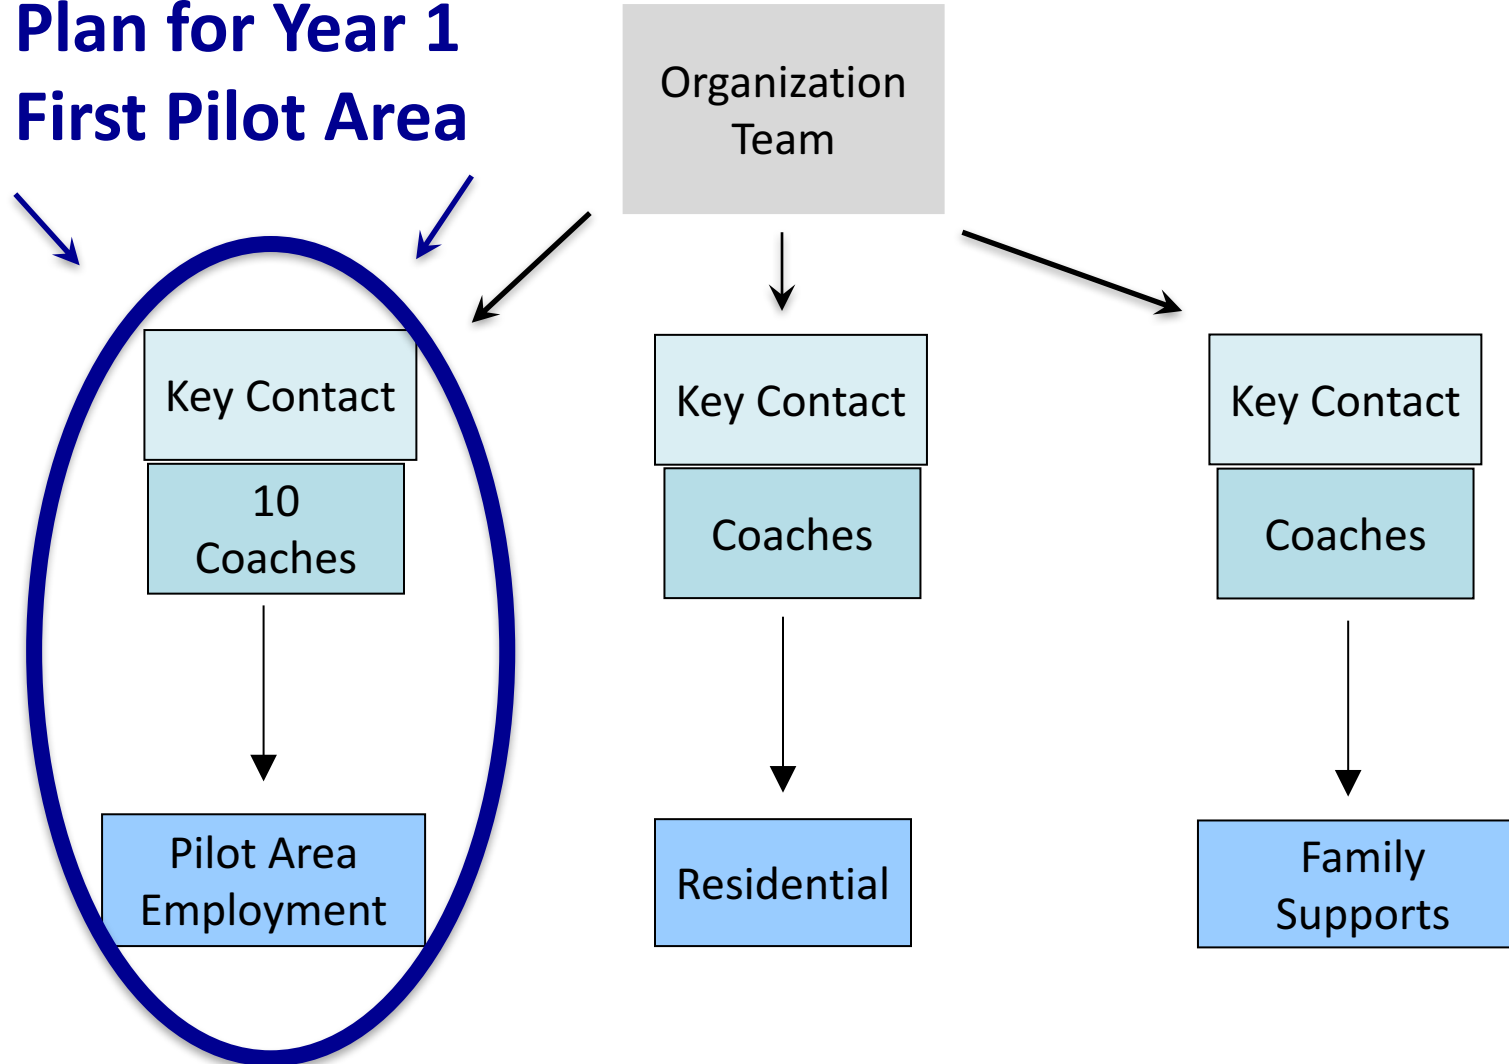 Plan for Year 1
First Pilot Area
Organization
Team
Key Contact
10
Coaches
Pilot Area
Employment
Key Contact
Coaches
Residential
Key Contact
Coaches
Family
Supports